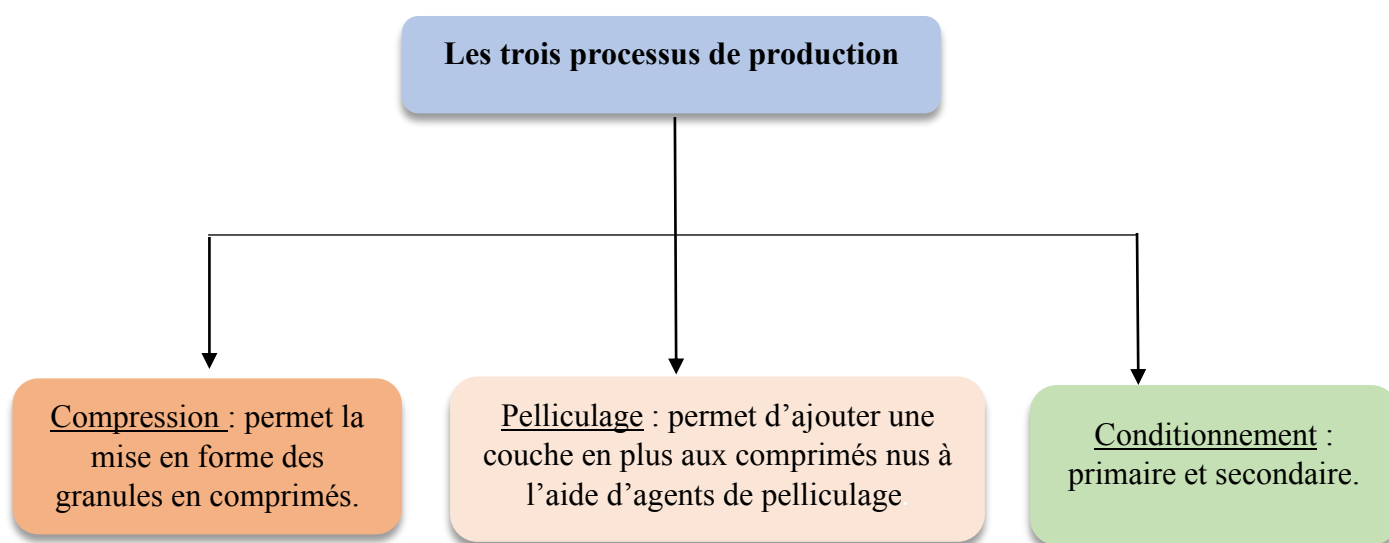 Les trois processus de production
Compression : permet la
mise en forme des
granules en comprimés.
Pelliculage : permet d’ajouter une
couche en plus aux comprimés nus à
l’aide d’agents de pelliculage
Conditionnement :
primaire et secondaire.